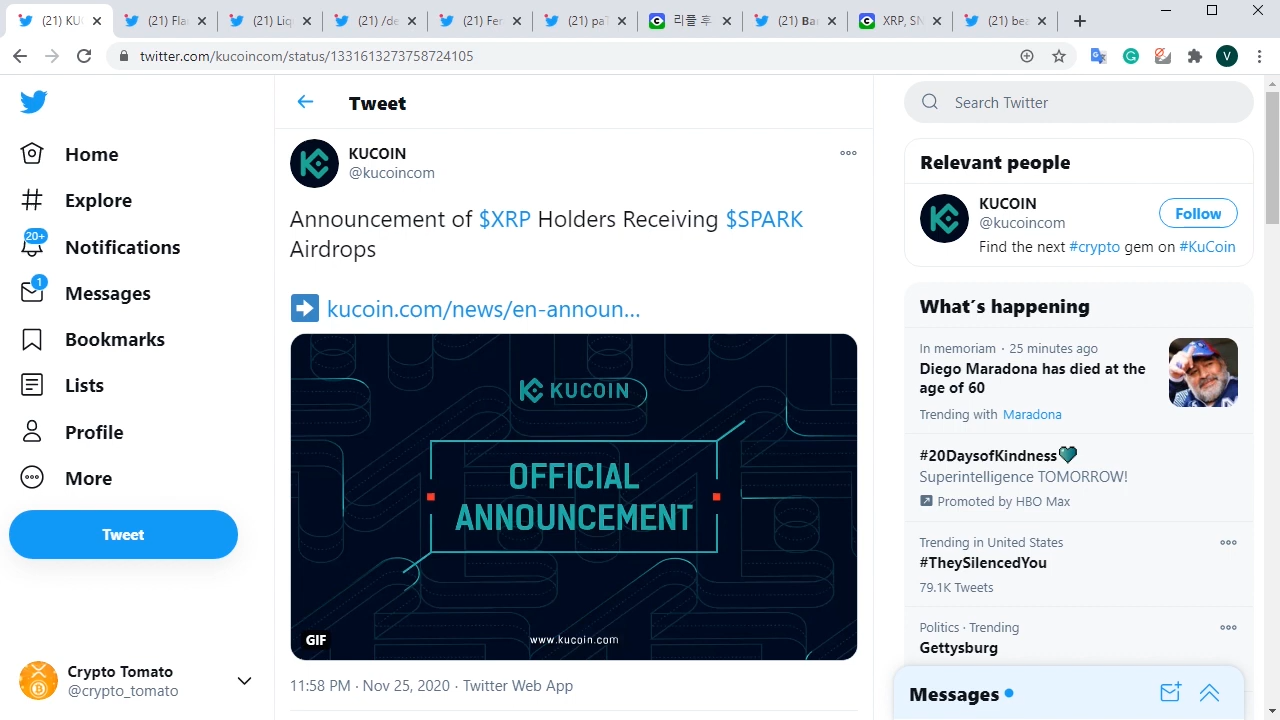 (21) KU
(21) Fla
(21) Liq
(21) /de
(21) Fer
(21) pa
리플 후
(21) Ba
XRP, SN
(21) bea
twitter.com/kucoincom/status/1331613273758724105
V
Home
Explore
20+
Notifications
1
Messages
Bookmarks
Lists
Profile
More
Tweet
Crypto Tomato
@crypto_tomato
Tweet
KUCOIN
@kucoincom
Announcement of $XRP Holders Receiving $SPARK
Airdrops
kucoin.com/news/en-announ...
KUCOIN
OFFICIAL
ANNOUNCEMENT
GIF
www.kucoin.com
11:58 PM · Nov 25, 2020 · Twitter Web App
Search Twitter
Relevant people
KUCOIN
@kucoincom
Follow
Find the next #crypto gem on #KuCoin
What's happening
In memoriam · 25 minutes ago
Diego Maradona has died at the
age of 60
Trending with Maradona
#20DaysofKindness
Superintelligence TOMORROW!
Promoted by HBO Max
Trending in United States
#TheySilencedYou
79.1K Tweets
Politics · Trending
Gettysburg
Messages